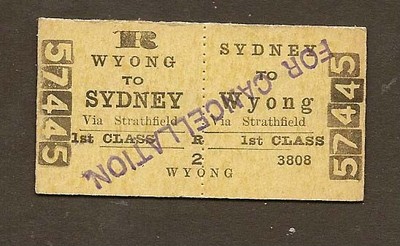 57445
R
WYONG
TO
SYDNEY
Via Strathfield
1st CLASS
SYDNEY
TO
Wyong
Via Strathfield
1st CLASS
R
2
3808
WYONG
57445
FOR CANCELLATION